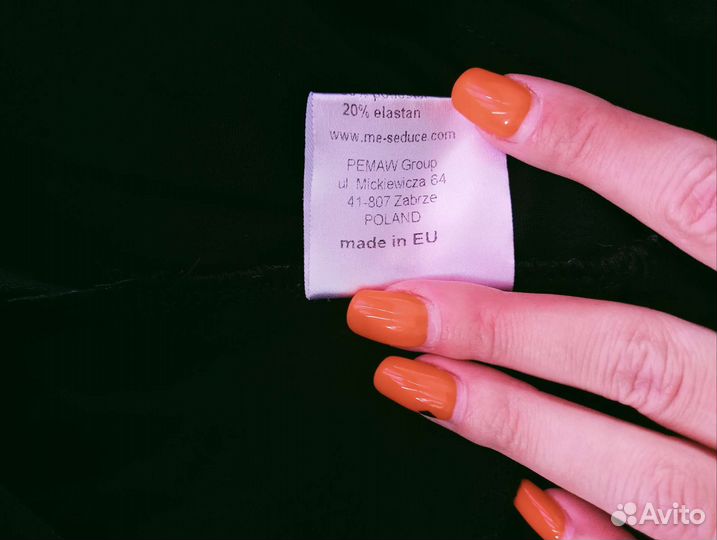 20% elastan
www.me-seduce.com
PEMAW Group
ul. Mickiewicza 64
41-807 Zabrze
POLAND
made in EU
Avito